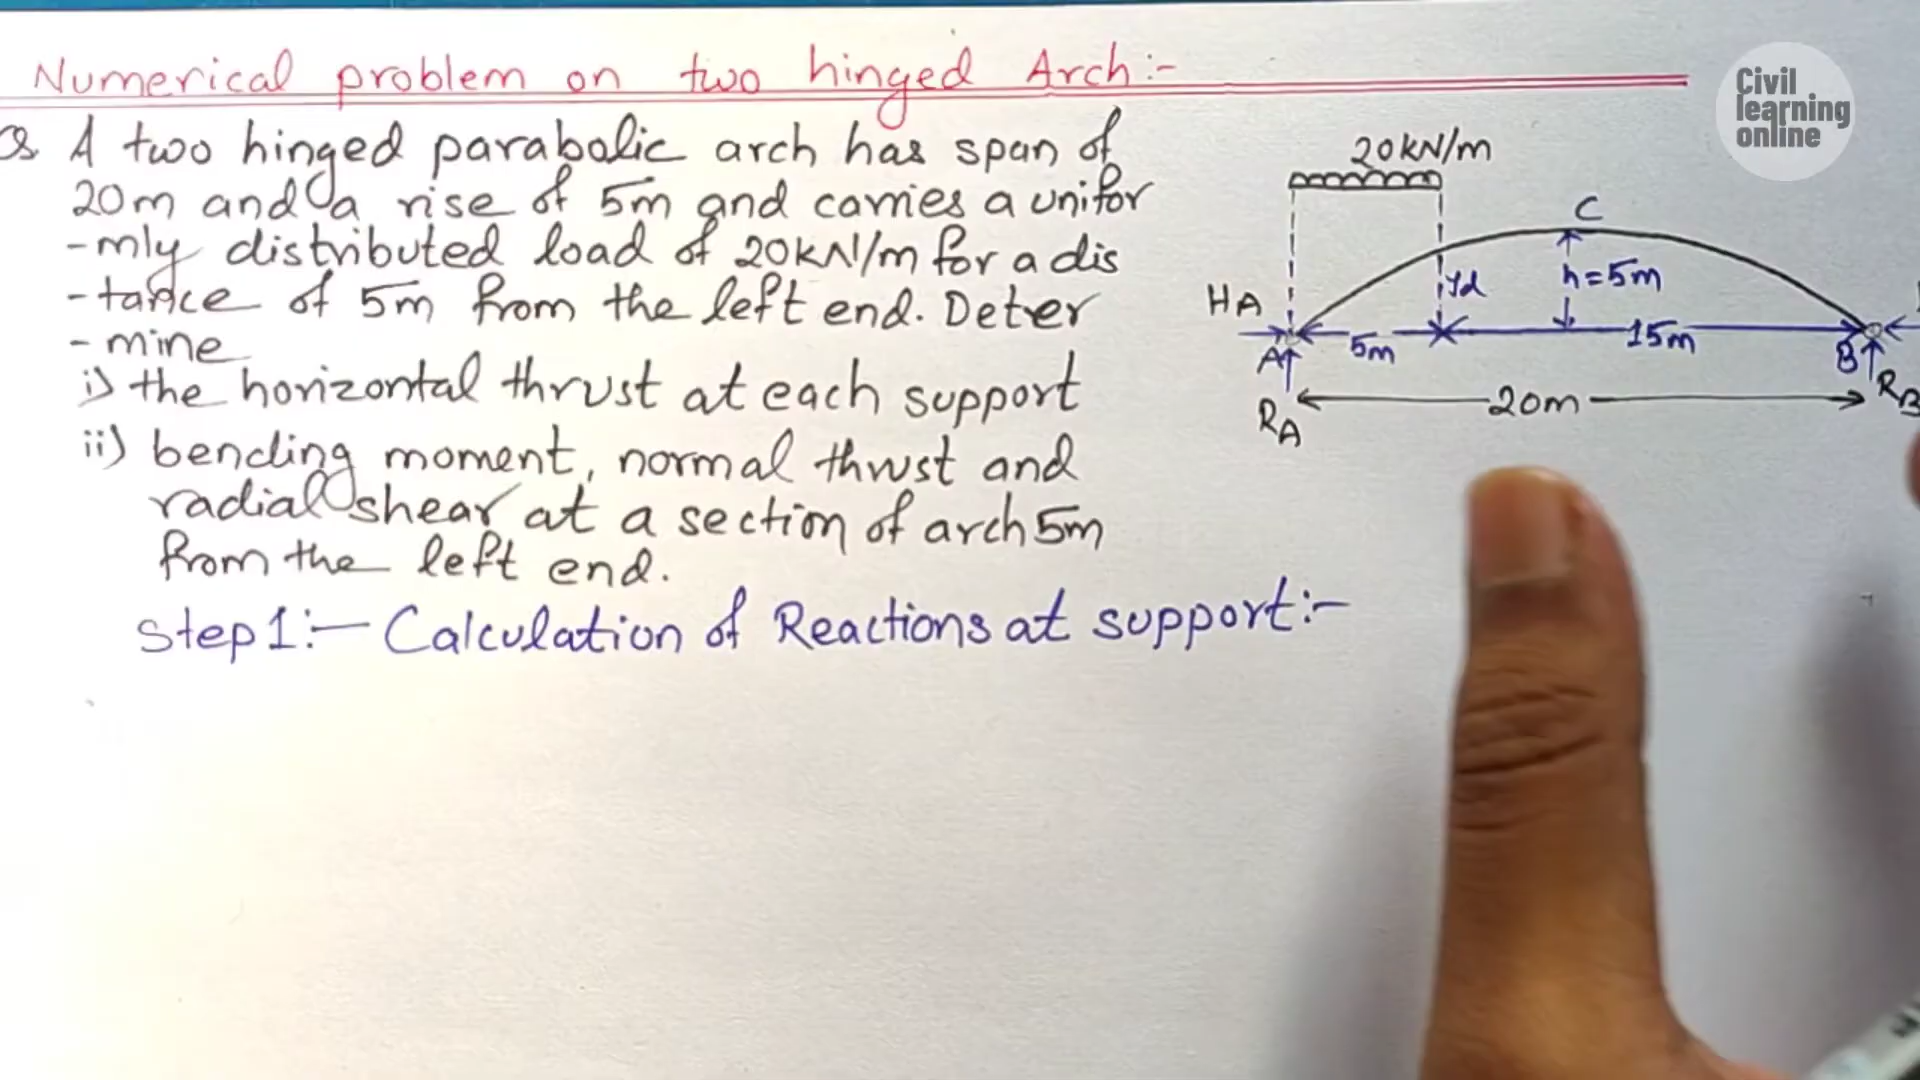 Numerical problem on two hinged Arch:-
Civil
learning
online
Q. A two hinged parabolic arch has span of
20m and a rise of 5m and carries a unifor
-mly distributed load of 20kN/m for a dis
-tance of 5m from the left end. Deter
-mine
i) the horizontal thrust at each support
ii) bending moment, normal thrust and
radial shear at a section of arch 5m
from the left end.
Step1:- Calculation of Reactions at support:-
20kN/m
C
yd
h=5m
HA
A
5m
15m
B
RA
20m
RB